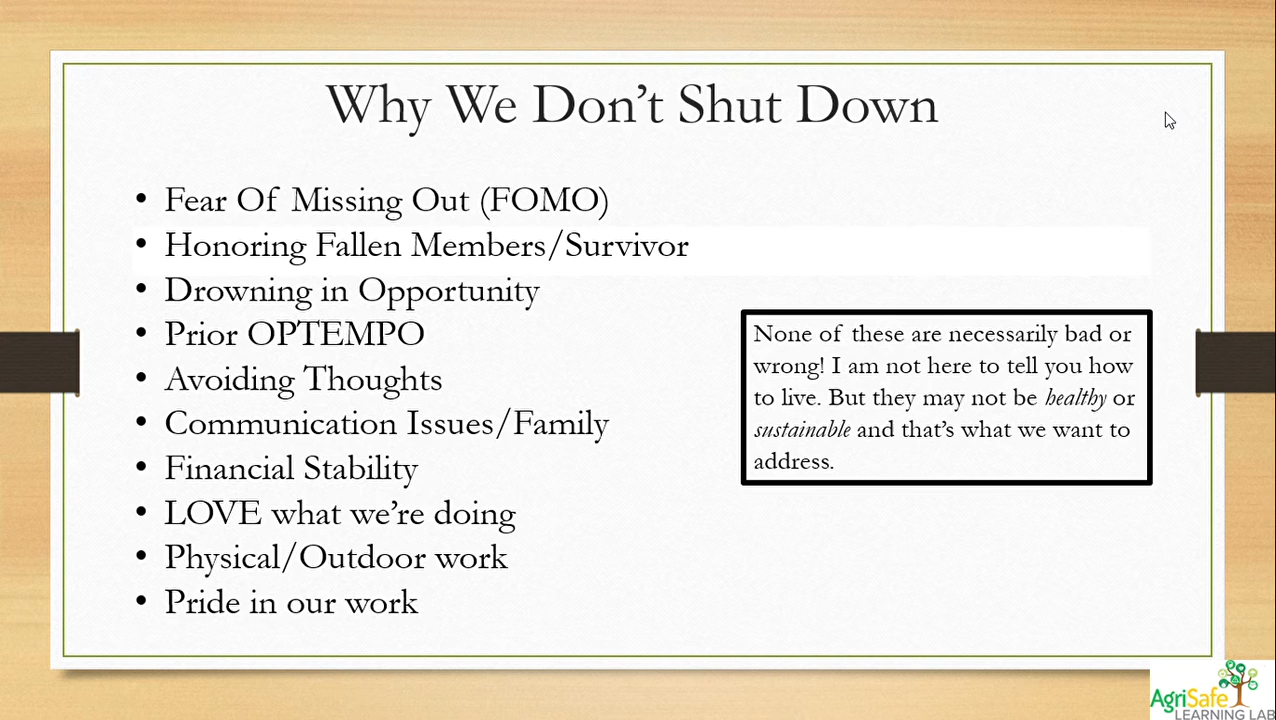 Why We Don't Shut Down
• Fear Of Missing Out (FOMO)
• Honoring Fallen Members/Survivor
• Drowning in Opportunity
• Prior OPTEMPO
• Avoiding Thoughts
• Communication Issues/Family
• Financial Stability
• LOVE what we're doing
• Physical/Outdoor work
• Pride in our work
None of these are necessarily bad or
wrong! I am not here to tell you how
to live. But they may not be healthy or
sustainable and that's what we want to
address.
AgriSafe
LEARNING LAB